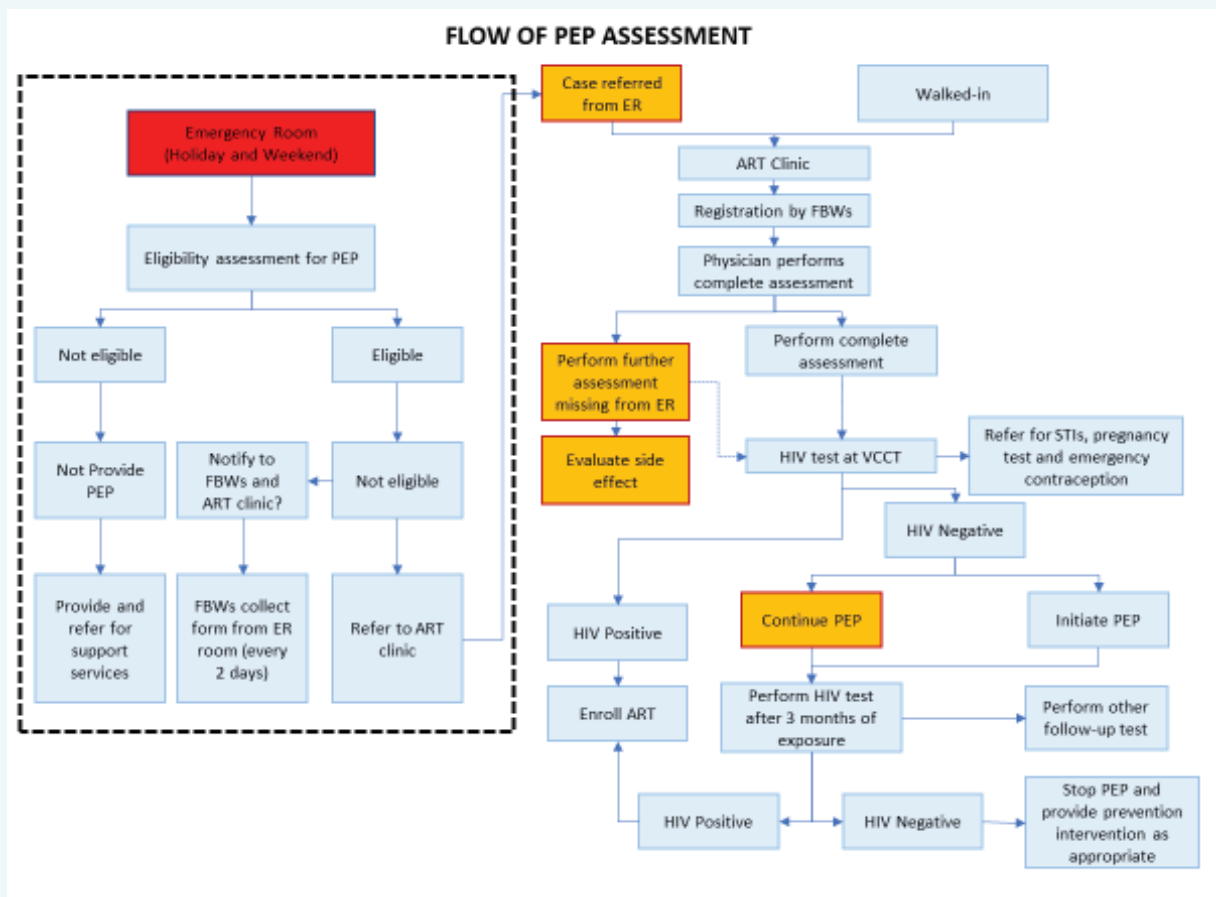 FLOW OF PEP ASSESSMENT
Emergency Room
(Holiday and Weekend)
Eligibility assessment for PEP
Not eligible
Eligible
Not Provide
PEP
Notify to
FBWs and
ART clinic?
Not eligible
Provide and
refer for
support
services
FBWs collect
form from ER
room (every
2 days)
Refer to ART
clinic
Case referred
from ER
Walked-in
ART Clinic
Registration by FBWs
Physician performs
complete assessment
Perform further
assessment
missing from ER
Perform complete
assessment
Evaluate side
effect
HIV test at VCCT
Refer for STIs, pregnancy
test and emergency
contraception
HIV Negative
HIV Positive
Continue PEP
Initiate PEP
Enroll ART
Perform HIV test
after 3 months of
exposure
Perform other
follow-up test
HIV Positive
HIV Negative
Stop PEP and
provide prevention
intervention as
appropriate